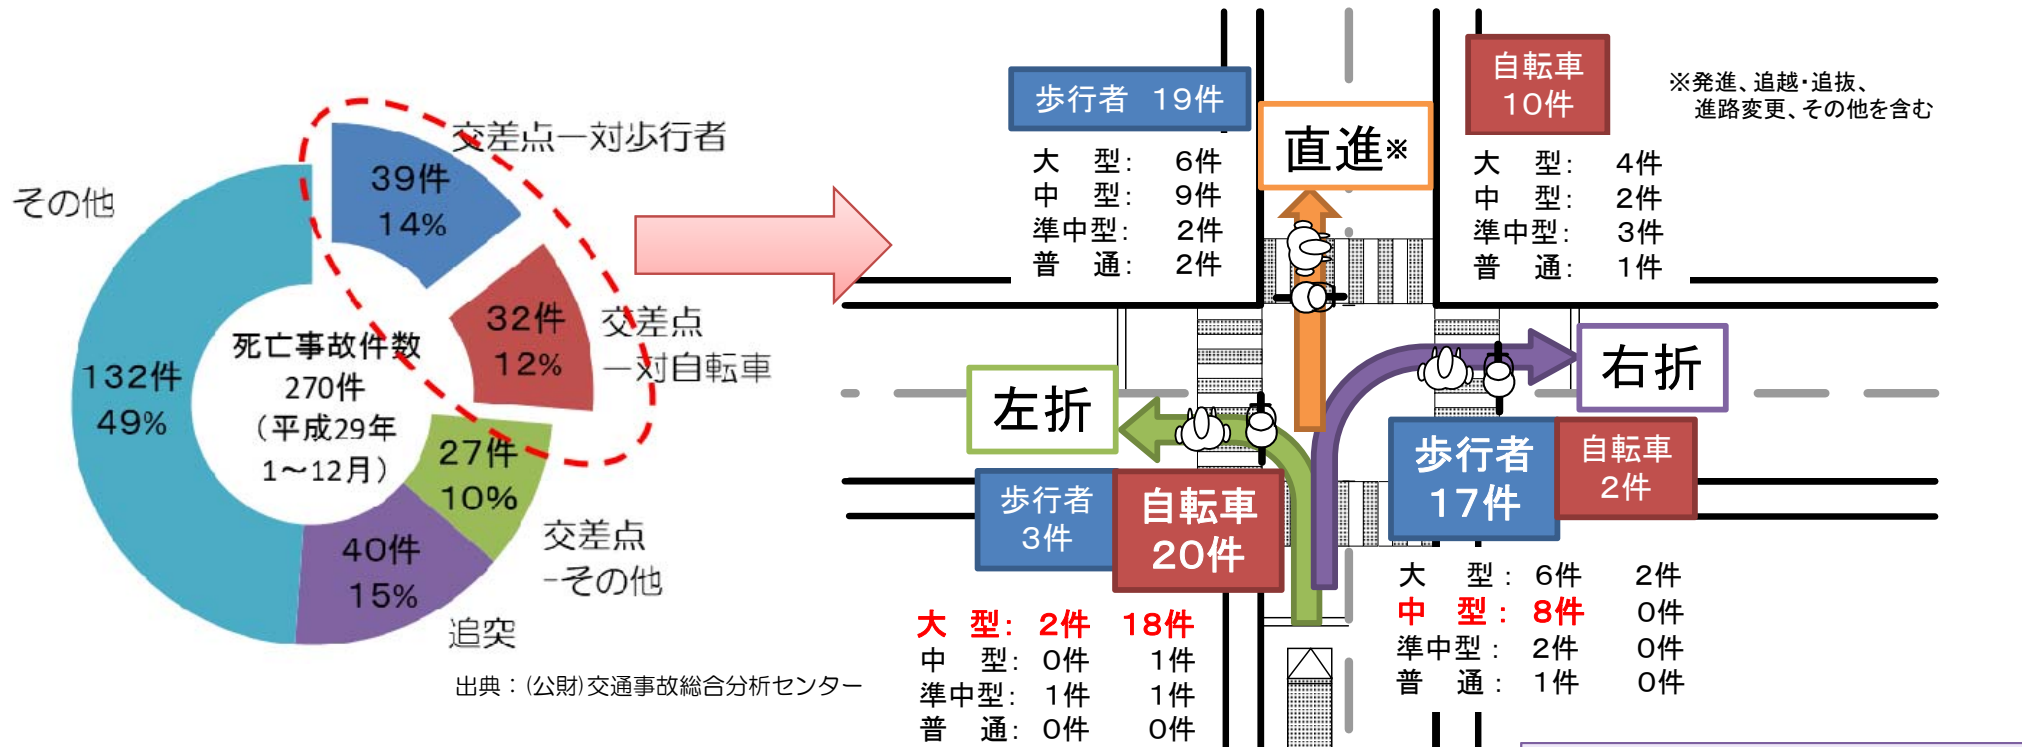 交差点ー対歩行者
39件
14%
その他
32件
12%
交差点
ー対自転車
132件
49%
死亡事故件数
270件
（平成29年
1～12月）
27件
10%
交差点
-その他
40件
15%
追突
出典：(公財)交通事故総合分析センター
歩行者 19件
大 型： 6件
中 型： 9件
準中型： 2件
普 通： 2件
直進※
自転車
10件
大 型： 4件
中 型： 2件
準中型： 3件
普 通： 1件
※発進、追越・追抜、
進路変更、その他を含む
左折
歩行者
3件
自転車
20件
大 型： 2件 18件
中 型： 0件 1件
準中型： 1件 1件
普 通： 0件 0件
右折
歩行者
17件
自転車
2件
大 型： 6件 2件
中 型： 8件 0件
準中型： 2件 0件
普 通： 1件 0件